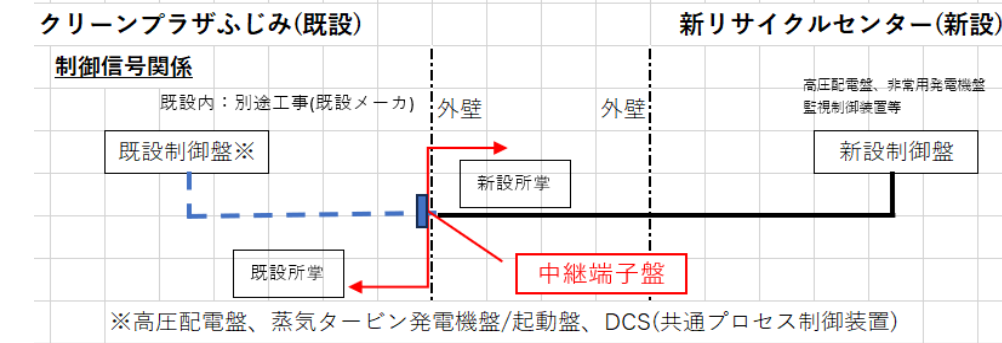 クリーンプラザふじみ(既設)
新リサイクルセンター(新設)
制御信号関係
既設内：別途工事(既設メーカ)
外壁
外壁
高圧配電盤、非常用発電機盤
監視制御装置等
既設制御盤※
新設制御盤
新設所掌
既設所掌
中継端子盤
※高圧配電盤、蒸気タービン発電機盤/起動盤、DCS(共通プロセス制御装置)